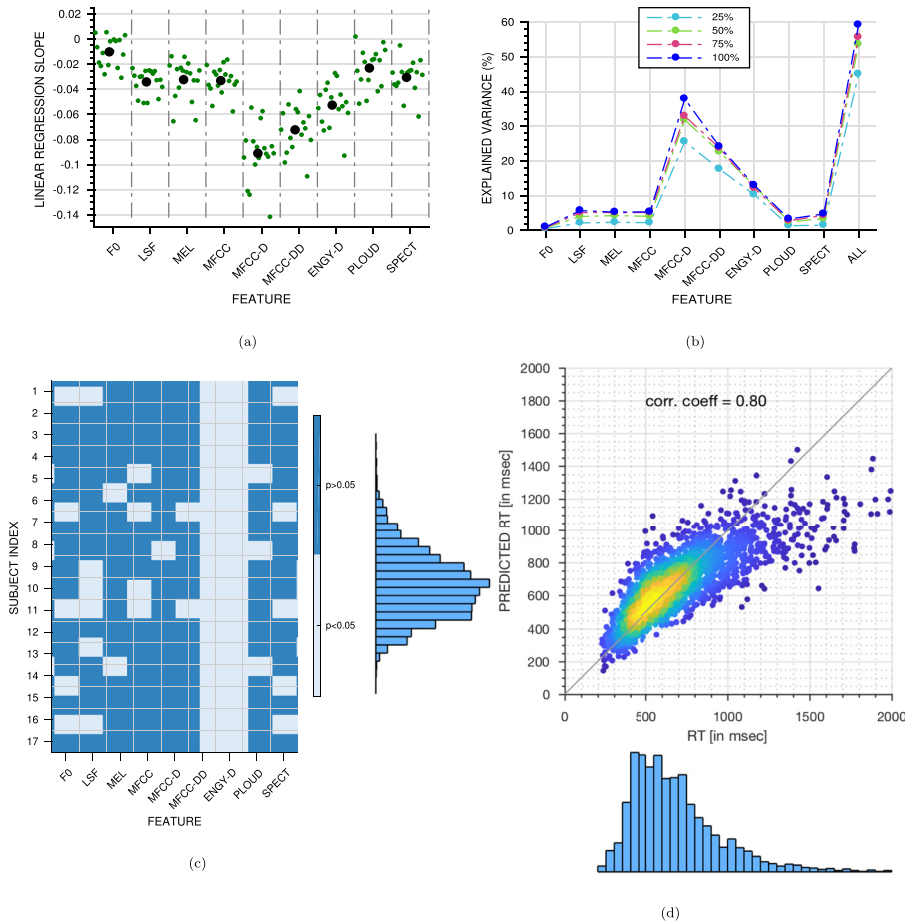 LINEAR REGRESSION SLOPE
0.02
0
-0.02
-0.04
-0.06
-0.08
-0.1
-0.12
-0.14
F0
LSF
MEL
MFCC
MFCC-D
MFCC-DD
ENGY-D
PLOUD
SPECT
FEATURE
(a)
EXPLAINED VARIANCE (%)
60
50
40
30
20
10
0
25%
50%
75%
100%
F0
LSF
MEL
MFCC
MFCC-D
MFCC-DD
ENGY-D
PLOUD
SPECT
ALL
FEATURE
(b)
SUBJECT INDEX
1
2
3
4
5
6
7
8
9
10
11
12
13
14
15
16
17
F0
LSF
MEL
MFCC
MFCC-D
MFCC-DD
ENGY-D
PLOUD
SPECT
FEATURE
p>0.05
p<0.05
(c)
PREDICTED RT [in msec]
2000
1800
1600
1400
1200
1000
800
600
400
200
0
corr. coeff = 0.80
0
500
1000
1500
2000
RT [in msec]
(d)